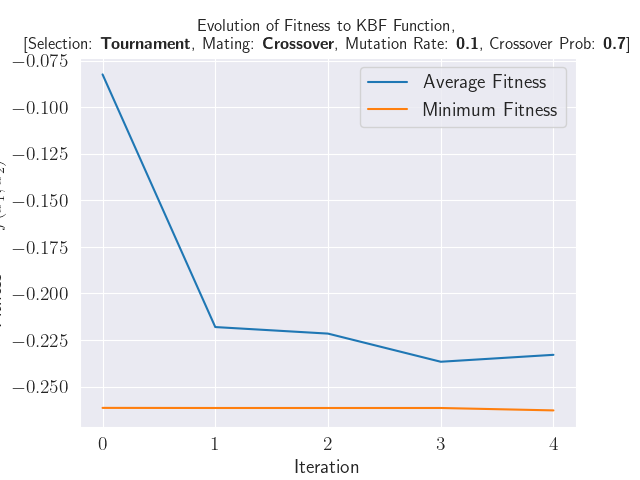 Evolution of Fitness to KBF Function,
[Selection: Tournament, Mating: Crossover, Mutation Rate: 0.1, Crossover Prob: 0.7]
−0.075
−0.100
−0.125
−0.150
−0.175
−0.200
−0.225
−0.250
Average Fitness
Minimum Fitness
0 1 2 3 4
Iteration